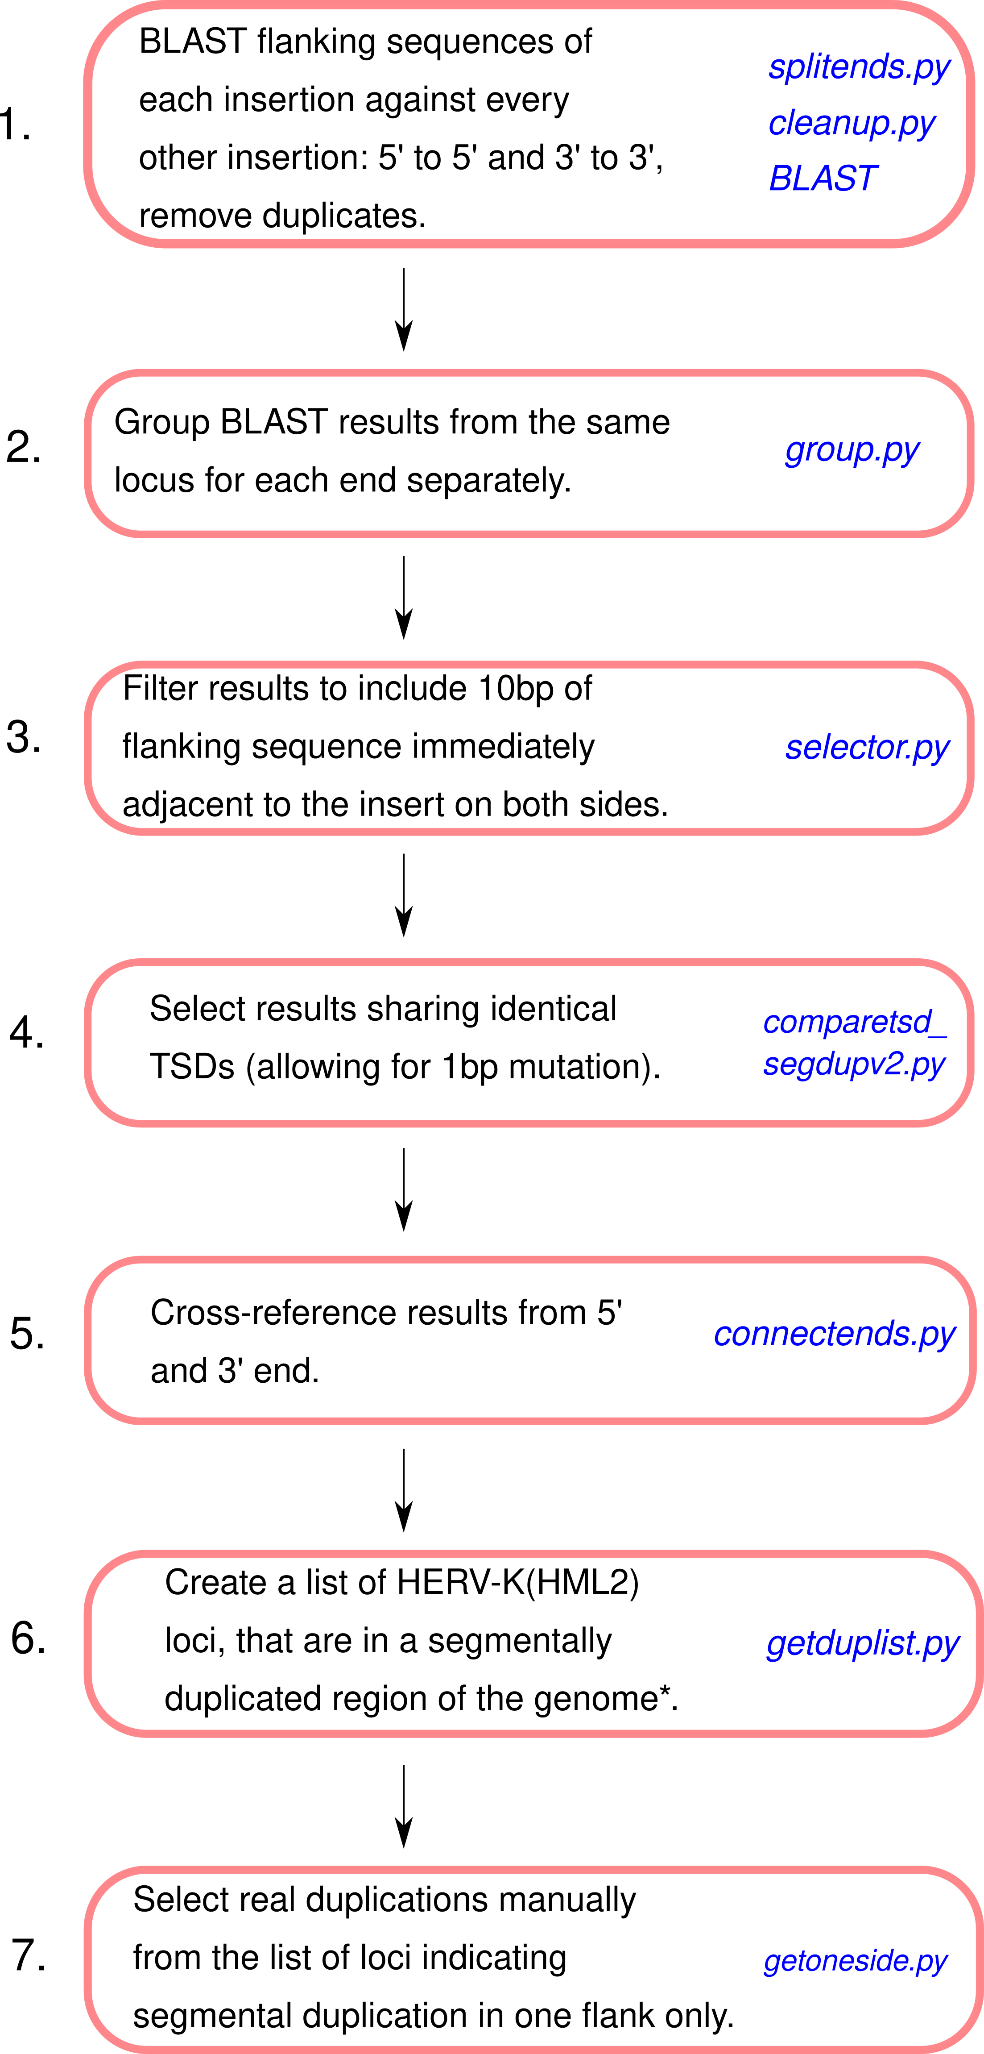 1.
BLAST flanking sequences of
each insertion against every
other insertion: 5' to 5' and 3' to 3',
remove duplicates.
splitends.py
cleanup.py
BLAST
2.
Group BLAST results from the same
locus for each end separately.
group.py
3.
Filter results to include 10bp of
flanking sequence immediately
adjacent to the insert on both sides.
selector.py
4.
Select results sharing identical
TSDs (allowing for 1bp mutation).
comparetsd_
segdupv2.py
5.
Cross-reference results from 5'
and 3' end.
connectends.py
6.
Create a list of HERV-K(HML2)
loci, that are in a segmentally
duplicated region of the genome*.
getduplist.py
7.
Select real duplications manually
from the list of loci indicating
segmental duplication in one flank only.
getoneside.py